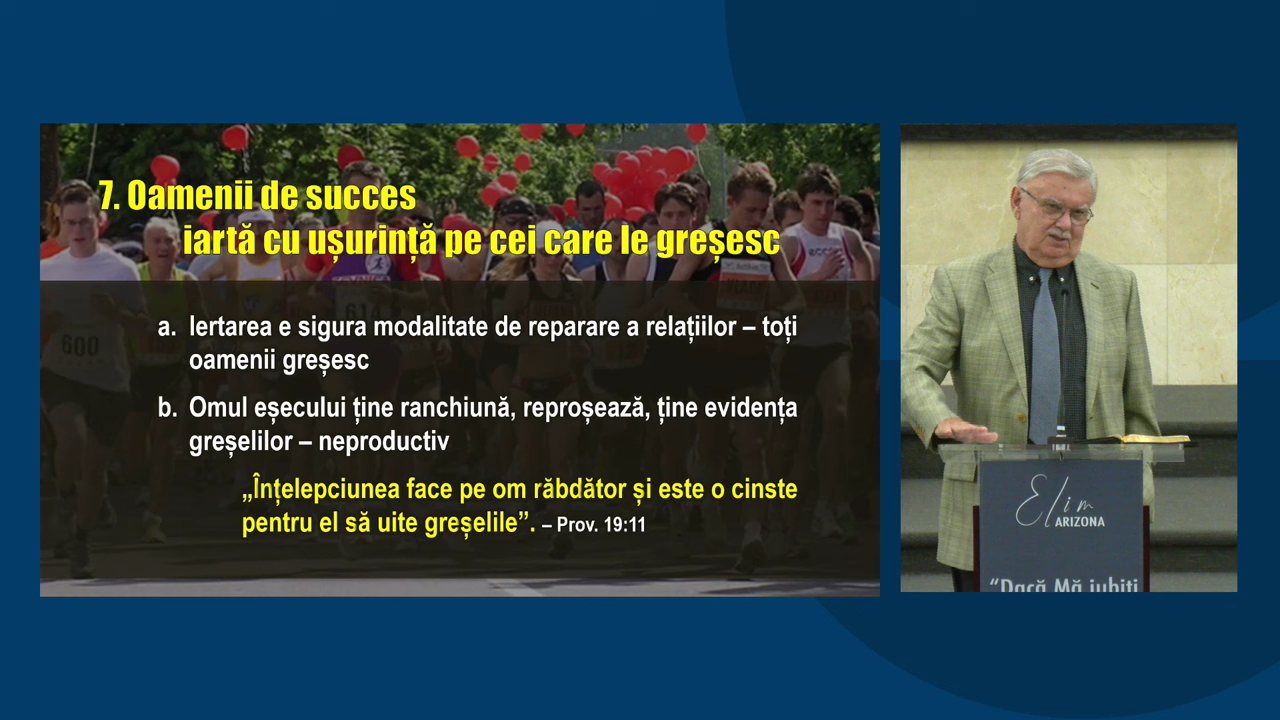 7. Oamenii de succes
iartă cu ușurință pe cei care le greșesc
a. Iertarea e sigura modalitate de reparare a relațiilor – toți
oamenii greșesc
b. Omul eșecului ține ranchiună, reproșează, ține evidența
greșelilor – neproductiv
„Înțelepciunea face pe om răbdător și este o cinste
pentru el să uite greșelile”. – Prov. 19:11
600
Elim
ARIZONA
“Dacă Mă iubiți